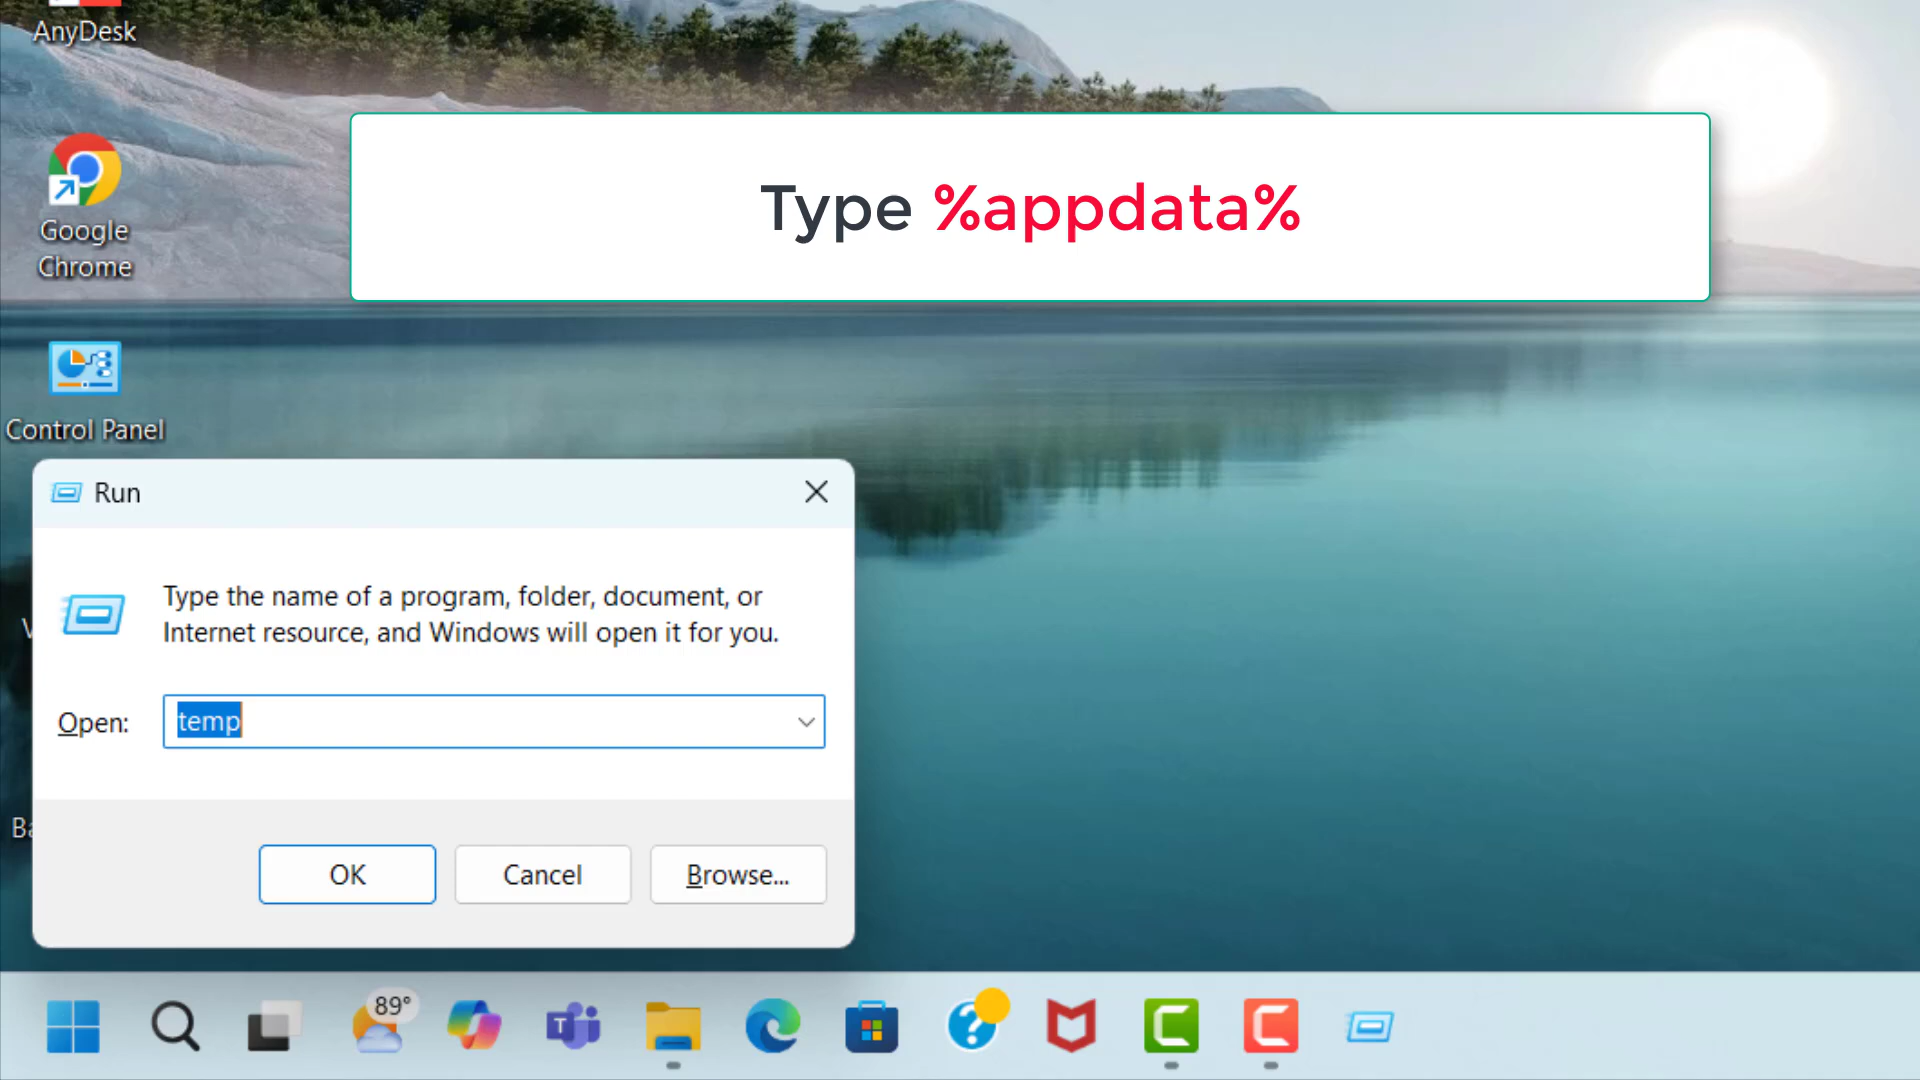 AnyDesk
Type %appdata%
Google
Chrome
Control Panel
Run
Type the name of a program, folder, document, or
Internet resource, and Windows will open it for you.
Open:
temp
OK
Cancel
Browse...
89°